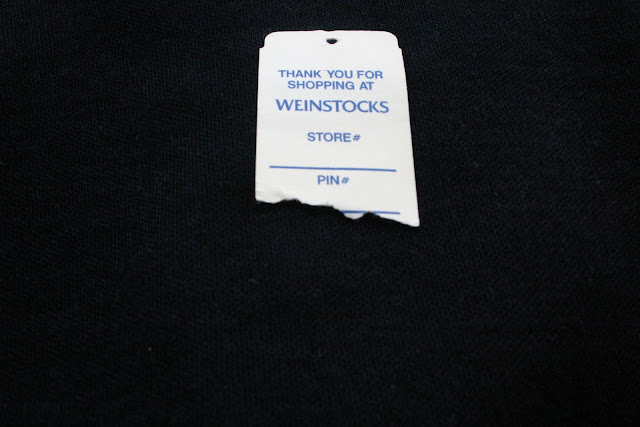 THANK YOU FOR
SHOPPING AT
WEINSTOCKS
STORE#
PIN#